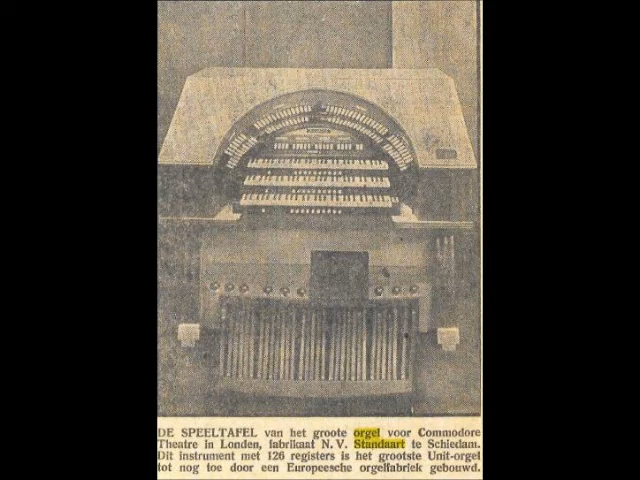 DE SPEELTAFEL van het groote orgel voor Commodore
Theatre in Londen, fabrikaat N. V. Standaart te Schiedam.
Dit instrument met 126 registers is het grootste Unit-orgel
tot nog toe door een Europeesche orgelfabriek gebouwd.